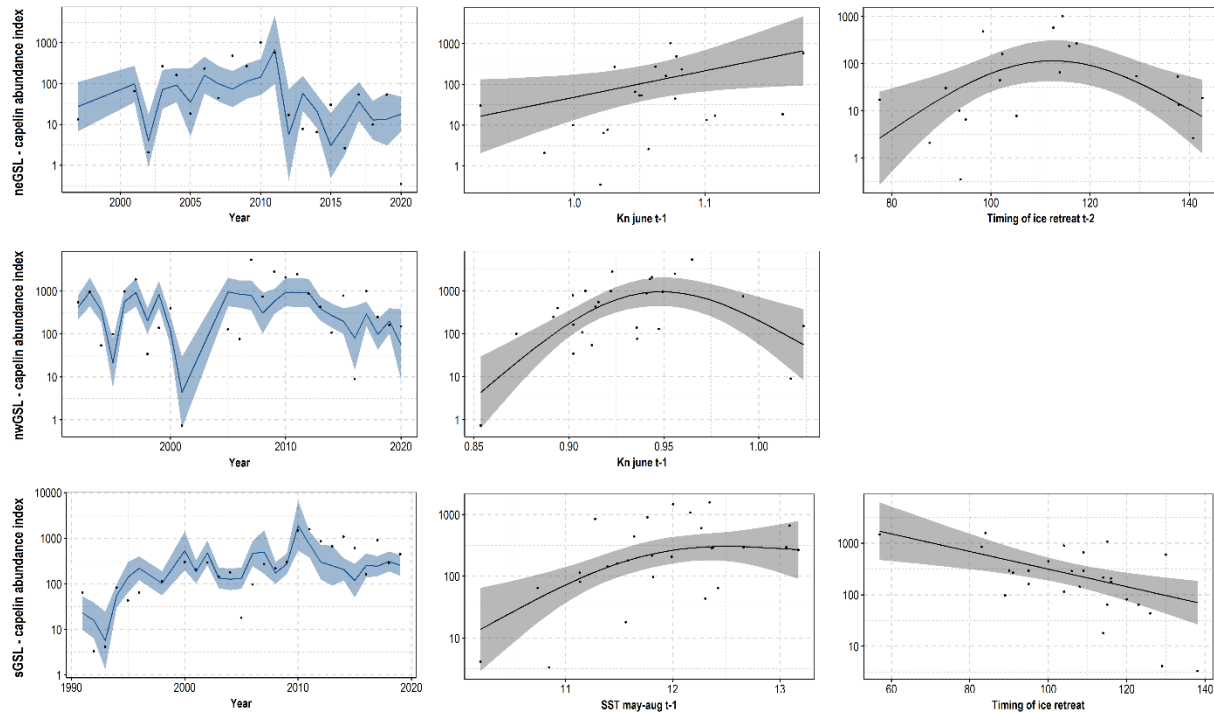 neGSL - capelin abundance index
1000
100
10
1
2000 2005 2010 2015 2020
Year
1000
100
10
1
1.0 1.1
Kn june t-1
1000
100
10
1
80 100 120 140
Timing of ice retreat t-2
nwGSL - capelin abundance index
1000
100
10
1
2000 2010 2020
Year
1000
100
10
1
0.85 0.90 0.95 1.00
Kn june t-1
sGSL - capelin abundance index
10000
1000
100
10
1
1990 2000 2010 2020
Year
1000
100
10
11 12 13
SST may-aug t-1
1000
100
10
60 80 100 120 140
Timing of ice retreat